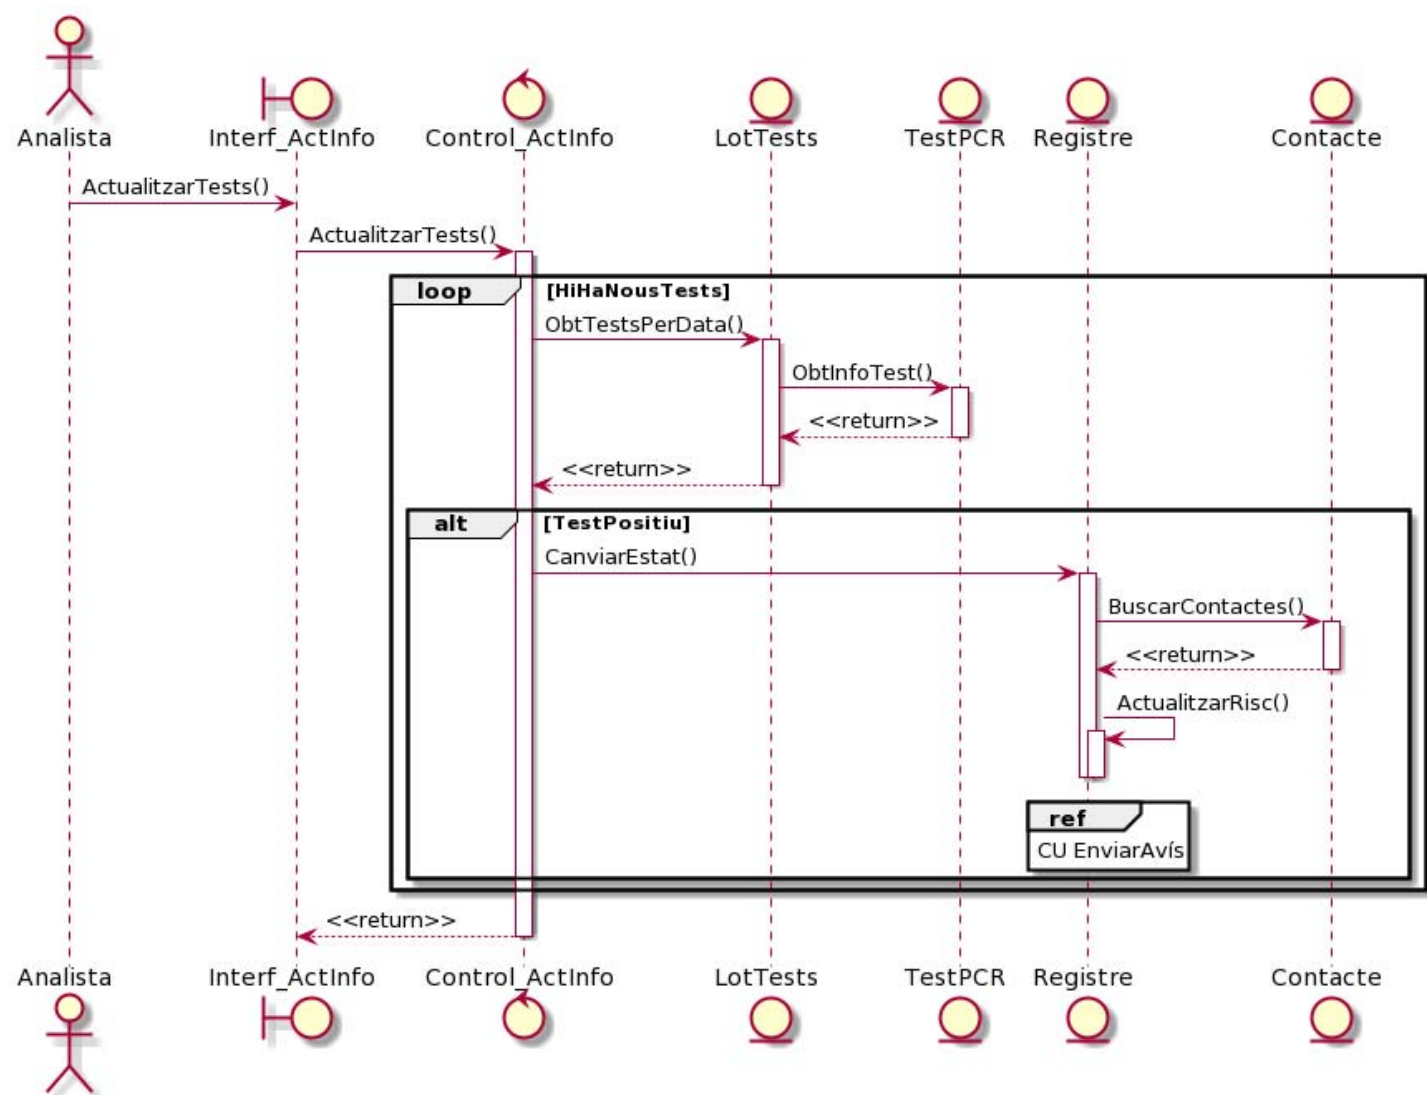 Analista
Interf_ActInfo
Control_ActInfo
LotTests
TestPCR
Registre
Contacte
ActualitzarTests()
ActualitzarTests()
loop
[HiHaNousTests]
ObtTestsPerData()
ObtInfoTest()
<<return>>
<<return>>
alt
[TestPositiu]
CanviarEstat()
BuscarContactes()
<<return>>
ActualitzarRisc()
ref
CU EnviarAvís
<<return>>
Analista
Interf_ActInfo
Control_ActInfo
LotTests
TestPCR
Registre
Contacte